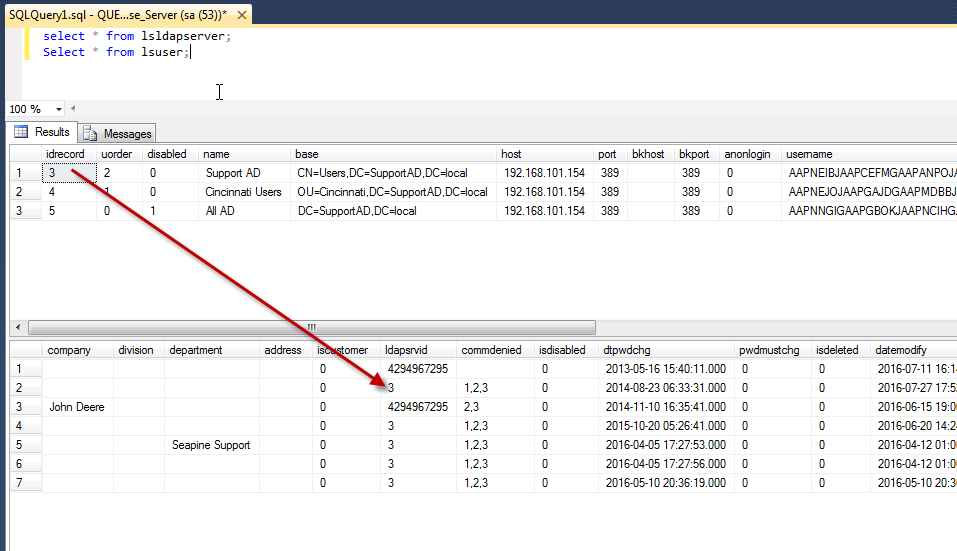 SQLQuery1.sql - QUE...se_Server (sa (53))* ×
select * from lsldapserver;
Select * from lsuser;
100 %
Results Messages
idrecord uorder disabled name base host port bkhost bkport anonlogin username
1 3 2 0 Support AD CN=Users,DC=SupportAD,DC=local 192.168.101.154 389 389 0 AAPNEIBJAAPCEFMGAAPANPOJA
2 4 1 0 Cincinnati Users OU=Cincinnati,DC=SupportAD,DC=local 192.168.101.154 389 389 0 AAPNEJOJAAPGAJDGAAPMDBBJ
3 5 0 1 All AD DC=SupportAD,DC=local 192.168.101.154 389 389 0 AAPNNGIGAAPGBOKJAAPNCIHG
company division department address iscustomer ldapsrvid commdenied isdisabled dtpwdchg pwdmustchg isdeleted datemodify
1 0 4294967295 0 2013-05-16 15:40:11.000 0 0 2016-07-11 16:1
2 0 3 1,2,3 0 2014-08-23 06:33:31.000 0 0 2016-07-27 17:5
3 John Deere 0 4294967295 2,3 0 2014-11-10 16:35:41.000 0 0 2016-06-15 19:0
4 0 3 1,2,3 0 2015-10-20 05:26:41.000 0 0 2016-06-20 14:2
5 Seapine Support 0 3 1,2,3 0 2016-04-05 17:27:53.000 0 0 2016-04-12 01:0
6 0 3 1,2,3 0 2016-04-05 17:27:56.000 0 0 2016-04-12 01:0
7 0 3 1,2,3 0 2016-05-10 20:36:19.000 0 0 2016-05-10 20:3